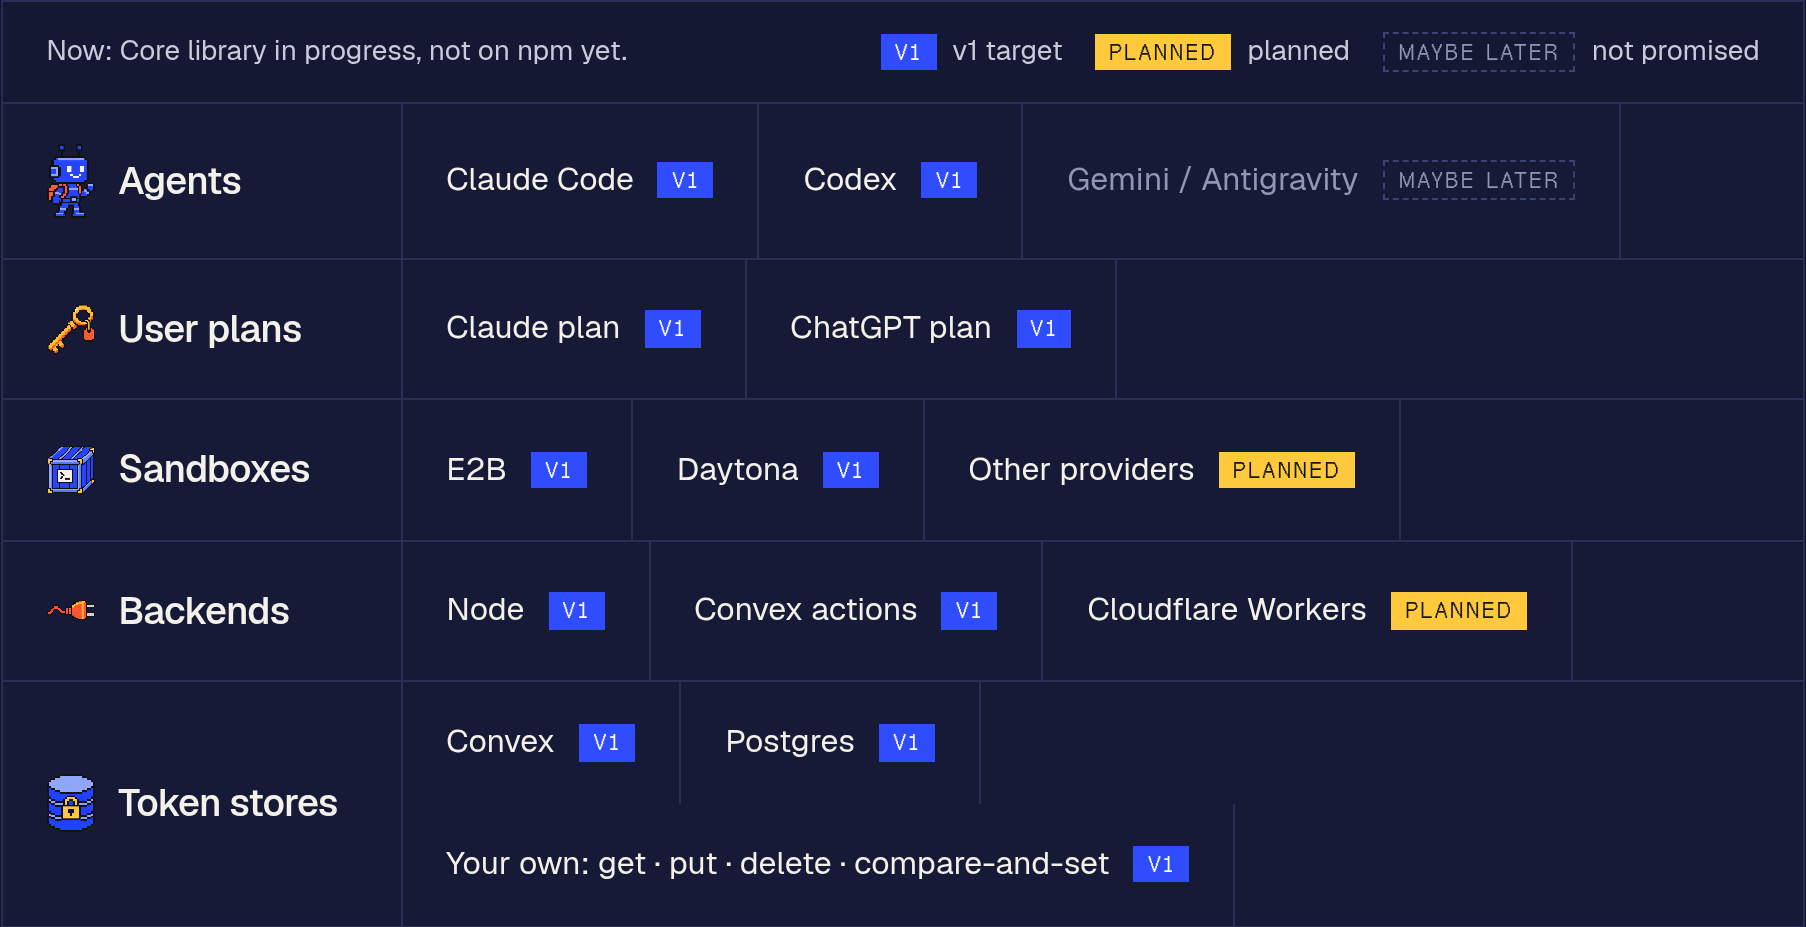 Now: Core library in progress, not on npm yet. V1 v1 target PLANNED planned MAYBE LATER not promised
Agents Claude Code V1 Codex V1 Gemini / Antigravity MAYBE LATER
User plans Claude plan V1 ChatGPT plan V1
Sandboxes E2B V1 Daytona V1 Other providers PLANNED
Backends Node V1 Convex actions V1 Cloudflare Workers PLANNED
Token stores Convex V1 Postgres V1
Your own: get · put · delete · compare-and-set V1